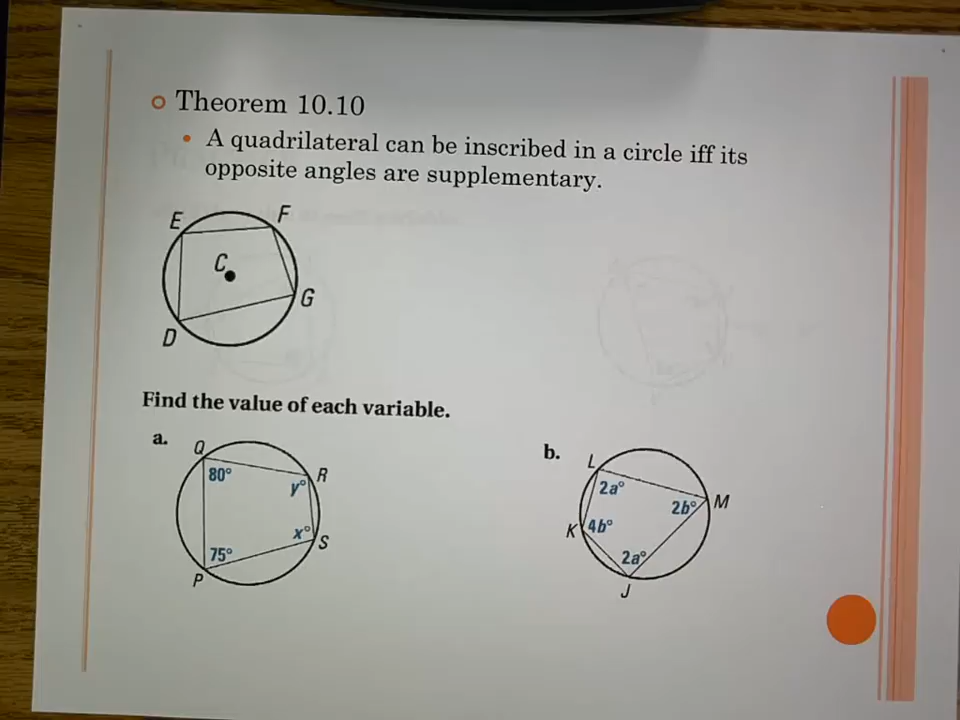 Theorem 10.10
A quadrilateral can be inscribed in a circle iff its
opposite angles are supplementary.
E
F
C
G
D
Find the value of each variable.
a.
Q
80°
R
y°
x°
S
75°
P
b.
L
2a°
M
2b°
K
4b°
2a°
J